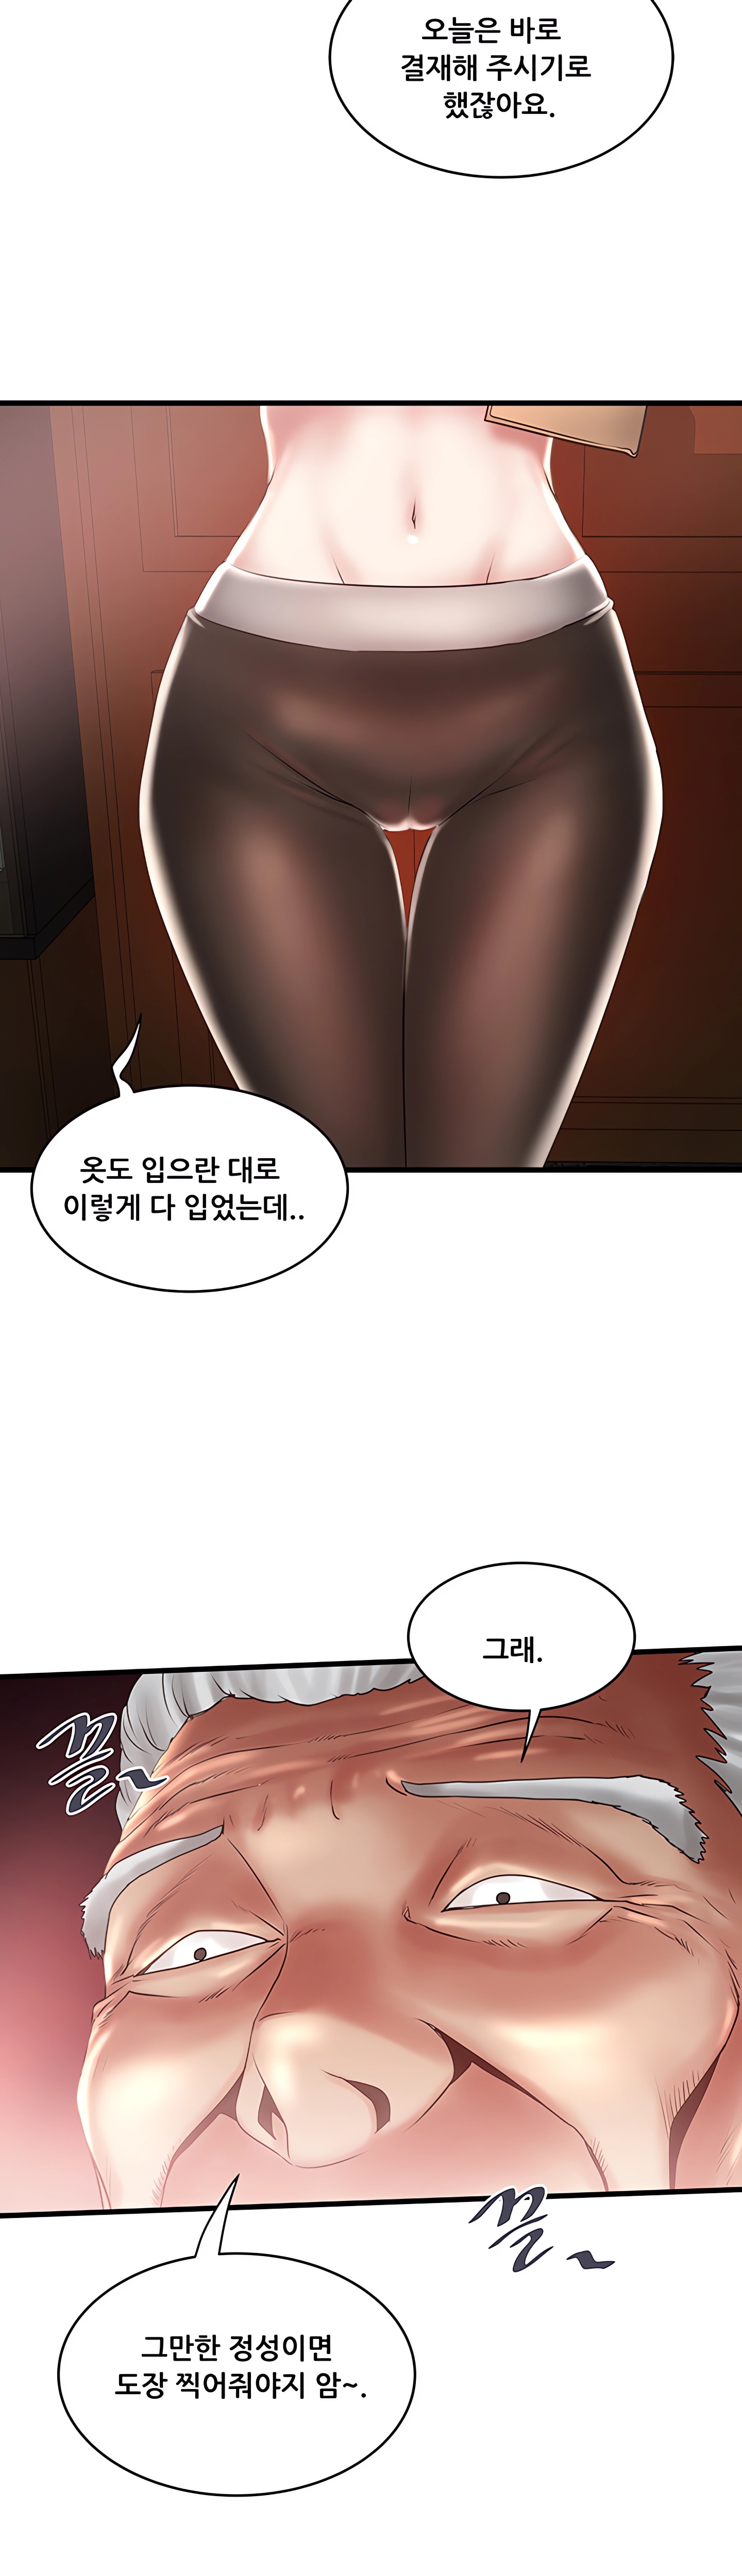 오늘은 바로
결재해 주시기로
했잖아요.
옷도 입으란 대로
이렇게 다 입었는데..
그래.
끌~
그만한 정성이면
도장 찍어줘야지 암~.
끌~